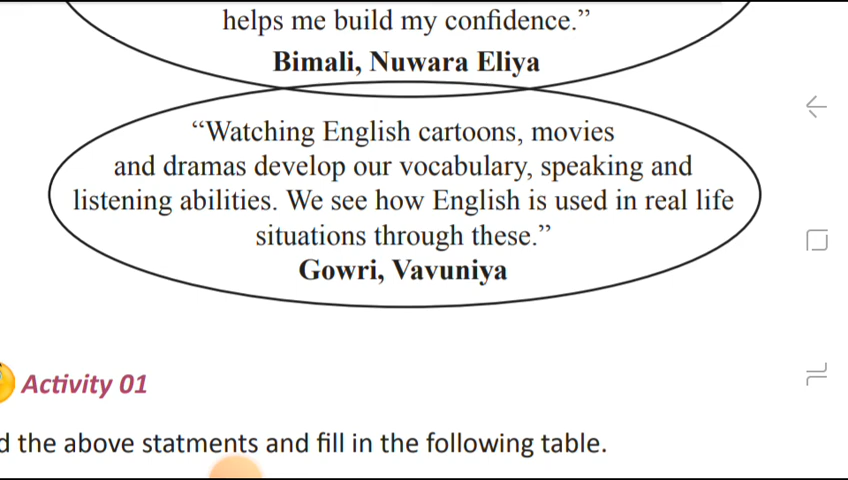 helps me build my confidence.”
Bimali, Nuwara Eliya
“Watching English cartoons, movies
and dramas develop our vocabulary, speaking and
listening abilities. We see how English is used in real life
situations through these.”
Gowri, Vavuniya
Activity 01
the above statments and fill in the following table.